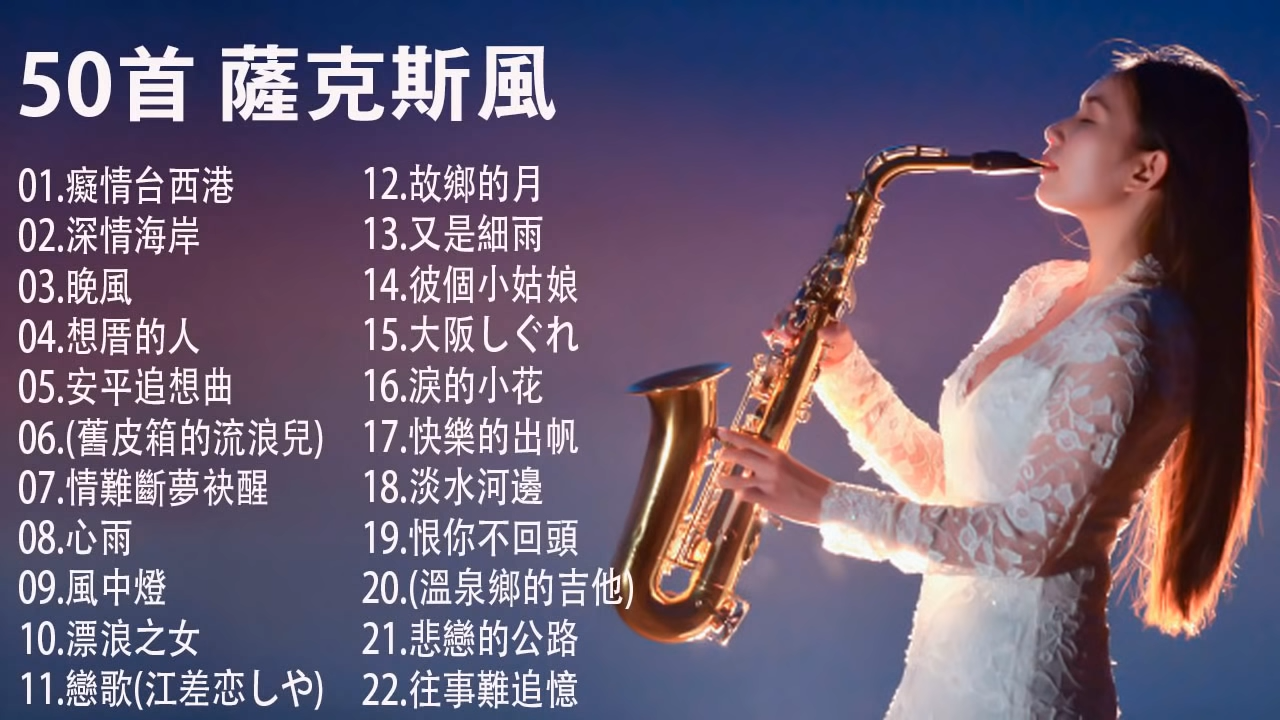 50首 薩克斯風
01.癡情台西港
02.深情海岸
03.晚風
04.想厝的人
05.安平追想曲
06.(舊皮箱的流浪兒)
07.情難斷夢袂醒
08.心雨
09.風中燈
10.漂浪之女
11.戀歌(江差恋しや)
12.故鄉的月
13.又是細雨
14.彼個小姑娘
15.大阪しぐれ
16.淚的小花
17.快樂的出帆
18.淡水河邊
19.恨你不回頭
20.(溫泉鄉的吉他)
21.悲戀的公路
22.往事難追憶